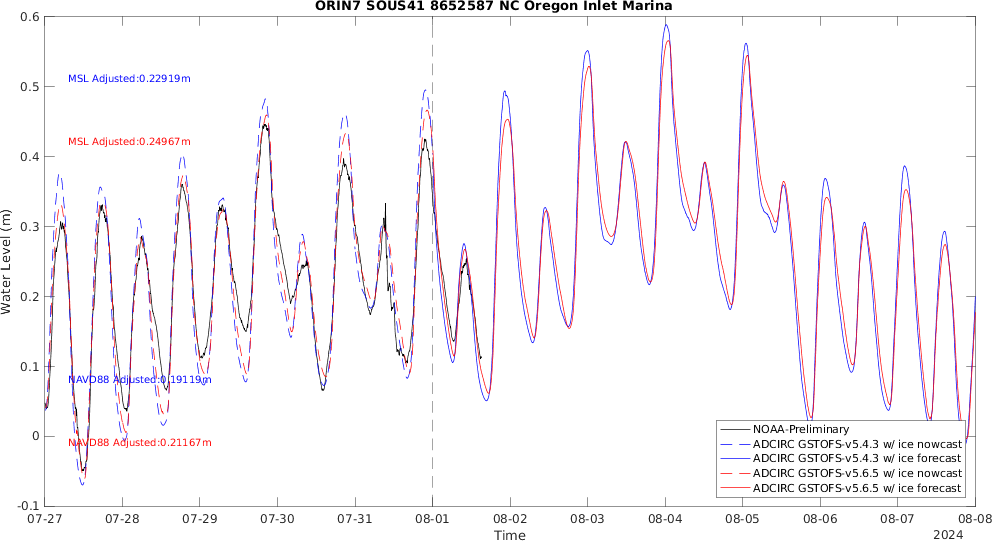 ORIN7 SOUS41 8652587 NC Oregon Inlet Marina
0.6
0.5
0.4
0.3
0.2
0.1
0
-0.1
Water Level (m)
MSL Adjusted:0.22919m
MSL Adjusted:0.24967m
NAVD88 Adjusted:0.19119m
NAVD88 Adjusted:0.21167m
NOAA-Preliminary
ADCIRC GSTOFS-v5.4.3 w/ ice nowcast
ADCIRC GSTOFS-v5.4.3 w/ ice forecast
ADCIRC GSTOFS-v5.6.5 w/ ice nowcast
ADCIRC GSTOFS-v5.6.5 w/ ice forecast
07-27 07-28 07-29 07-30 07-31 08-01 08-02 08-03 08-04 08-05 08-06 08-07 08-08
Time
2024